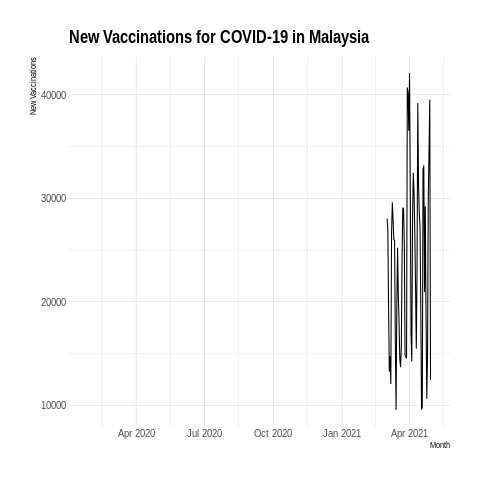 New Vaccinations for COVID-19 in Malaysia
New Vaccinations
40000
30000
20000
10000
Apr 2020 Jul 2020 Oct 2020 Jan 2021 Apr 2021
Month